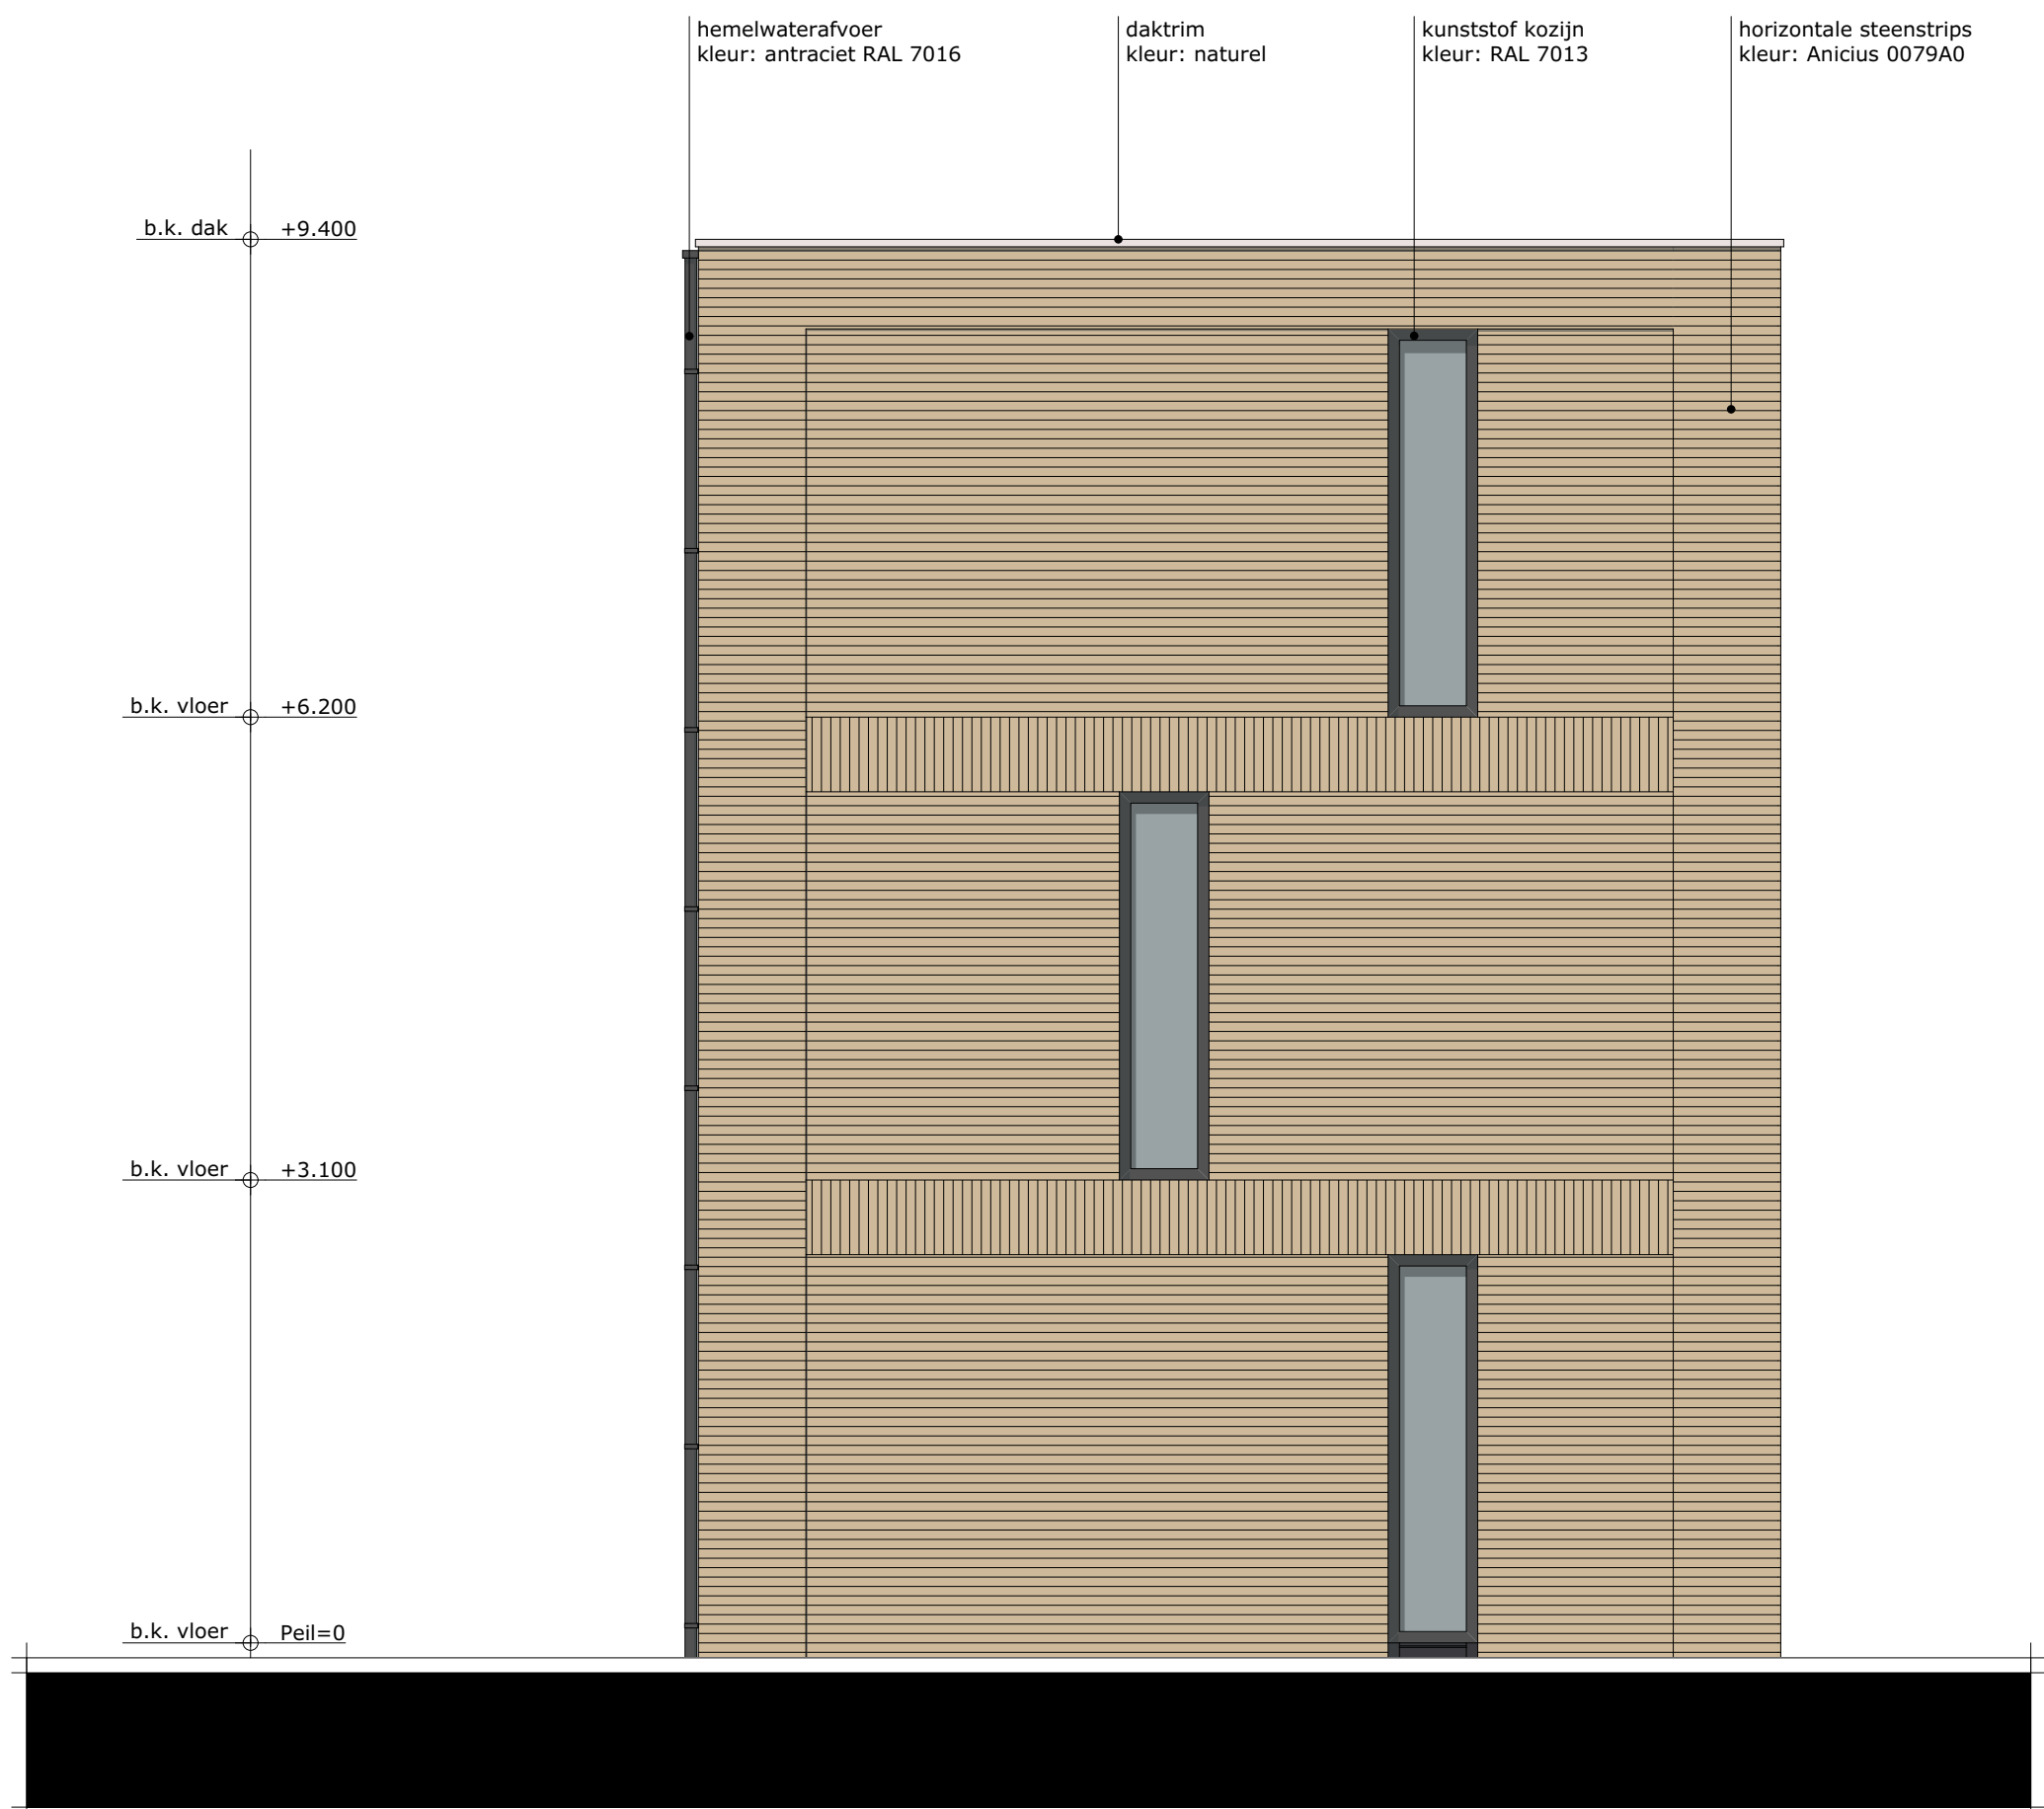 hemelwaterafvoer
kleur: antraciet RAL 7016
daktrim
kleur: naturel
kunststof kozijn
kleur: RAL 7013
horizontale steenstrips
kleur: Anicius 0079A0
b.k. dak +9.400
b.k. vloer +6.200
b.k. vloer +3.100
b.k. vloer Peil=0